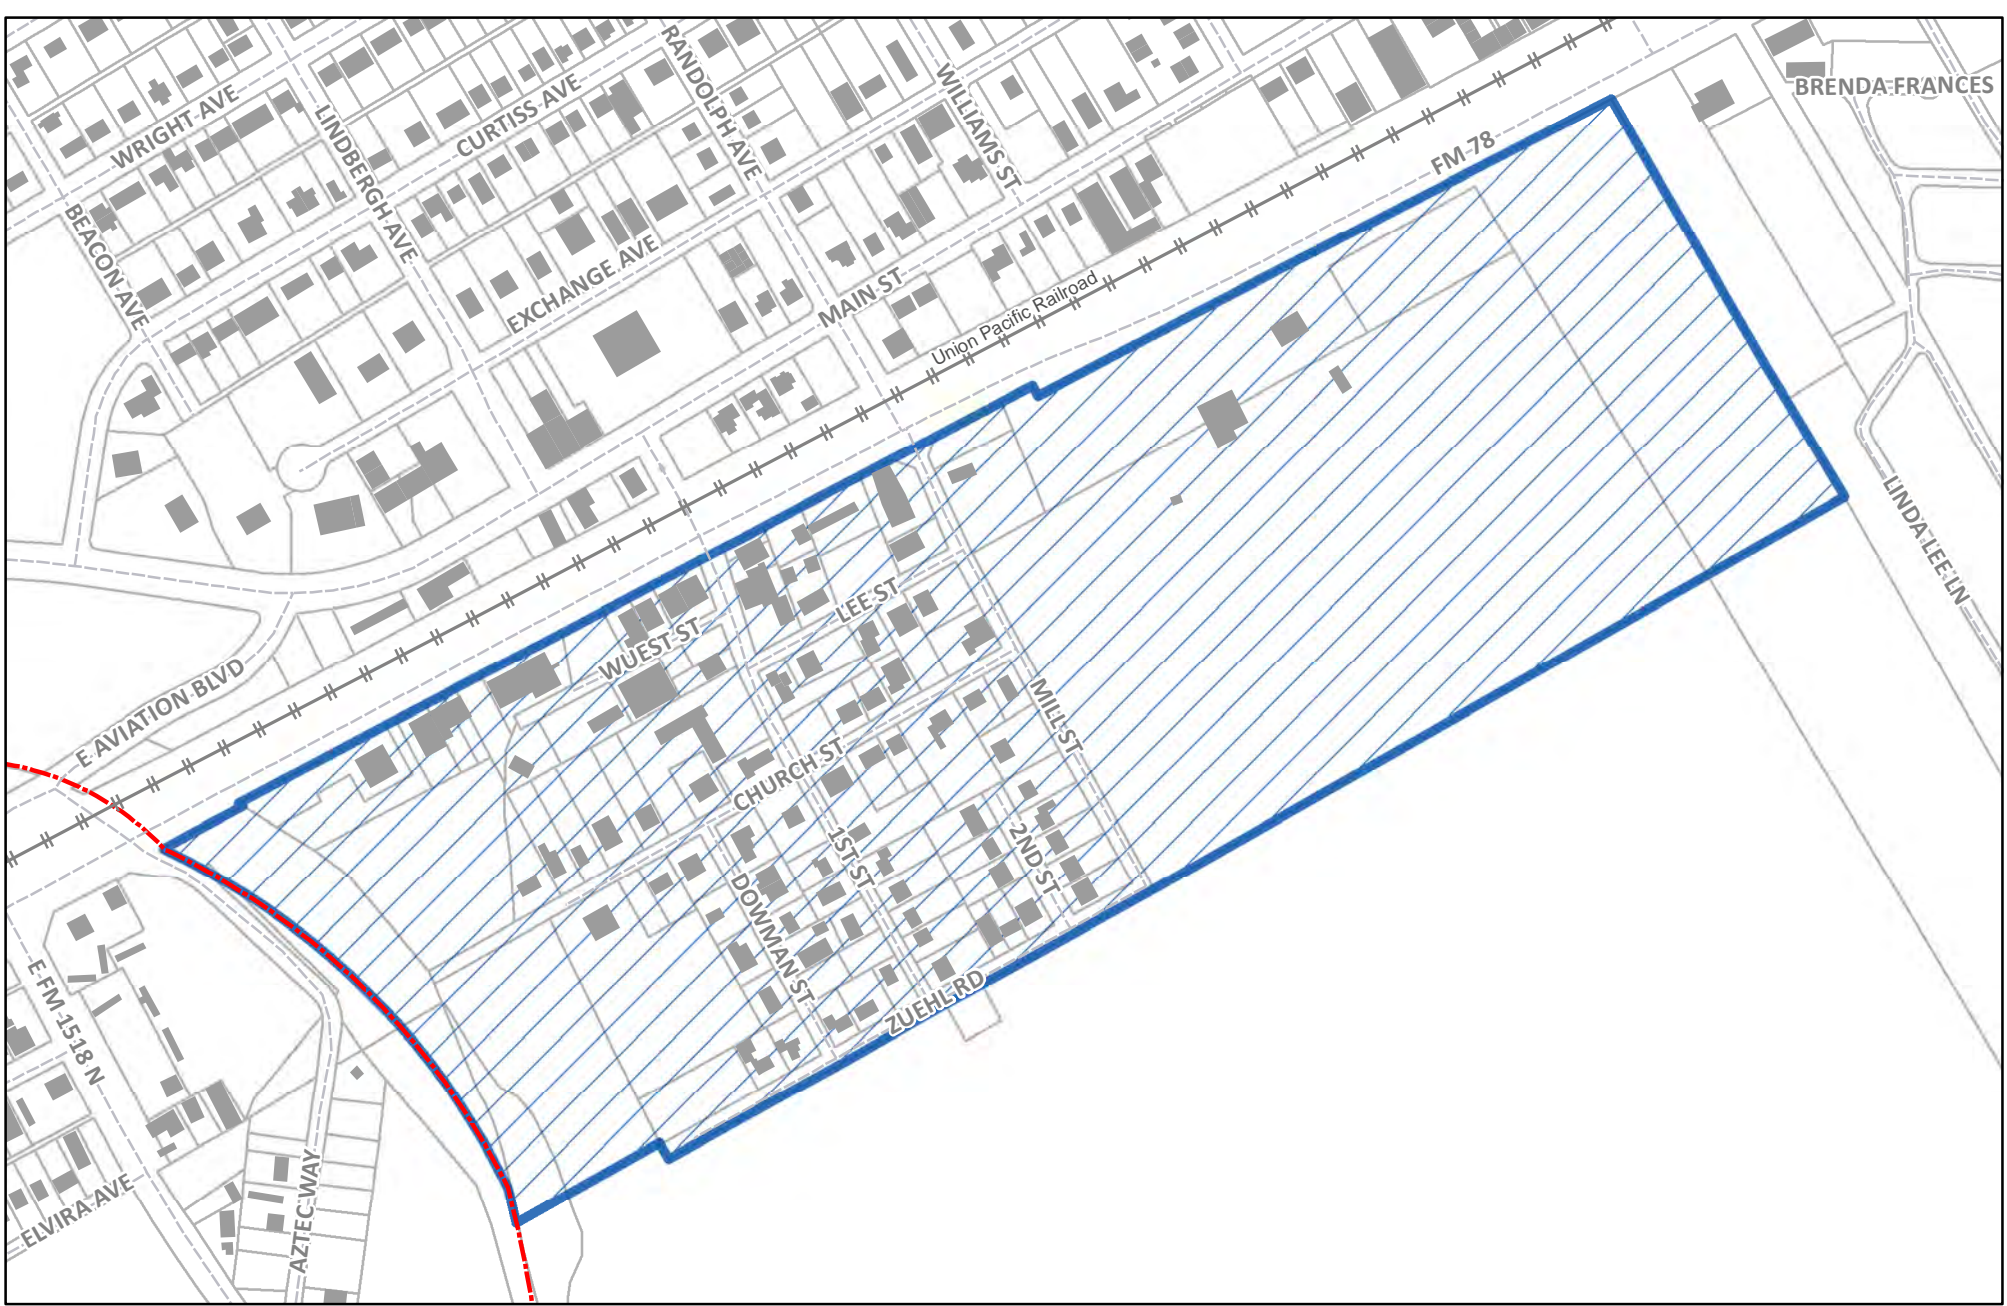 RANDOLPH AVE
WILLIAMS ST
BRENDA FRANCES
WRIGHT AVE
LINDBERGH AVE
CURTISS AVE
FM 78
BEACON AVE
EXCHANGE AVE
MAIN ST
Union Pacific Railroad
LINDA LEE LN
LEE ST
WUEST ST
E AVIATION BLVD
MILL ST
CHURCH ST
1ST ST
2ND ST
DOWMAN ST
ZUEHL RD
E FM 1518 N
ELVIRA AVE
AZTEC WAY